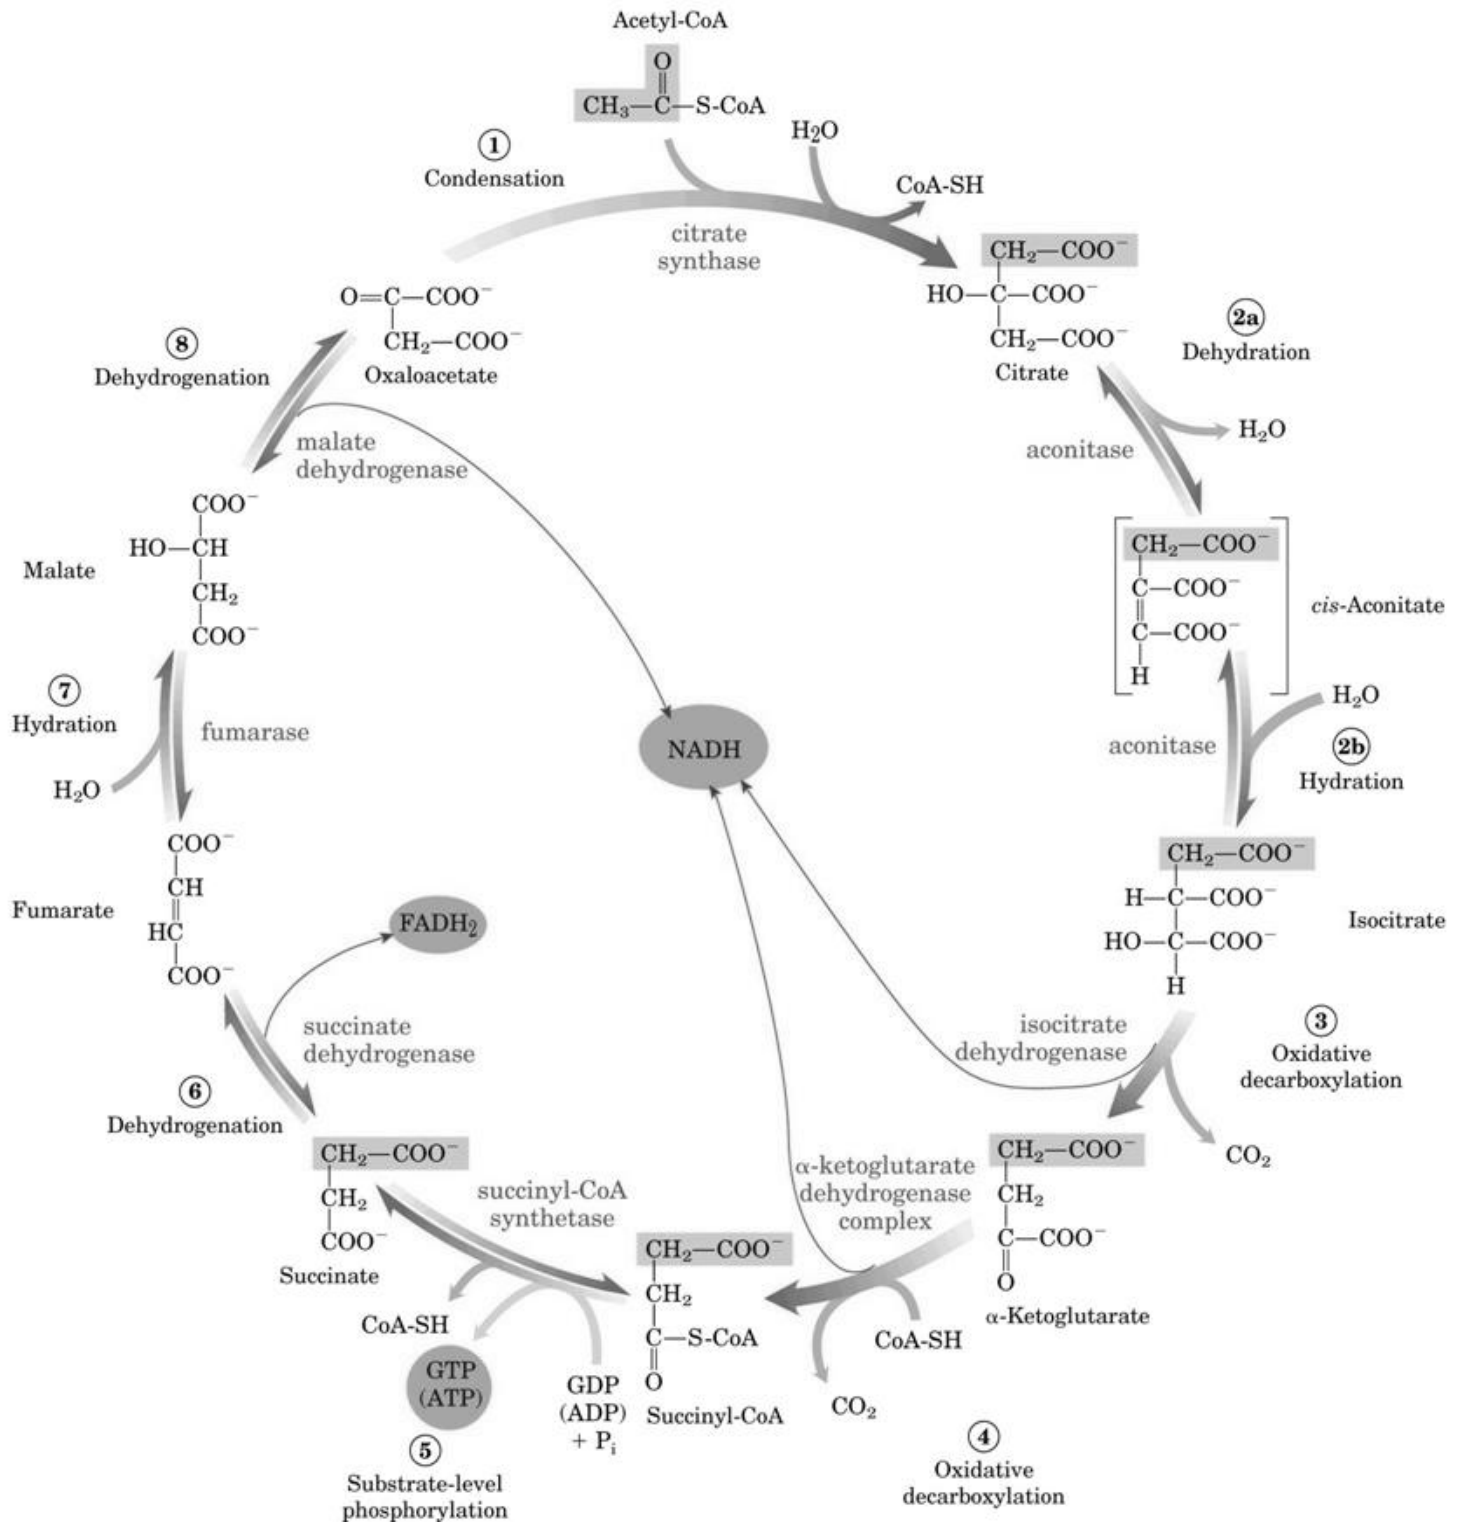 Acetyl-CoA
O
CH₃—C—S-CoA
H₂O
1
Condensation
CoA-SH
citrate
synthase
CH₂—COO⁻
HO—C—COO⁻
CH₂—COO⁻
Citrate
O=C—COO⁻
CH₂—COO⁻
Oxaloacetate
2a
Dehydration
H₂O
aconitase
8
Dehydrogenation
malate
dehydrogenase
CH₂—COO⁻
C—COO⁻
C—COO⁻
H
cis-Aconitate
COO⁻
HO—CH
CH₂
COO⁻
Malate
H₂O
aconitase
2b
Hydration
7
Hydration
fumarase
H₂O
NADH
CH₂—COO⁻
H—C—COO⁻
HO—C—COO⁻
H
Isocitrate
COO⁻
CH
HC
COO⁻
Fumarate
FADH₂
succinate
dehydrogenase
isocitrate
dehydrogenase
3
Oxidative
decarboxylation
CO₂
6
Dehydrogenation
CH₂—COO⁻
CH₂
COO⁻
Succinate
succinyl-CoA
synthetase
α-ketoglutarate
dehydrogenase
complex
CH₂—COO⁻
CH₂
C—COO⁻
O
α-Ketoglutarate
CH₂—COO⁻
CH₂
C—S-CoA
O
Succinyl-CoA
CoA-SH
CO₂
CoA-SH
GTP
(ATP)
GDP
(ADP)
+ Pᵢ
5
Substrate-level
phosphorylation
4
Oxidative
decarboxylation